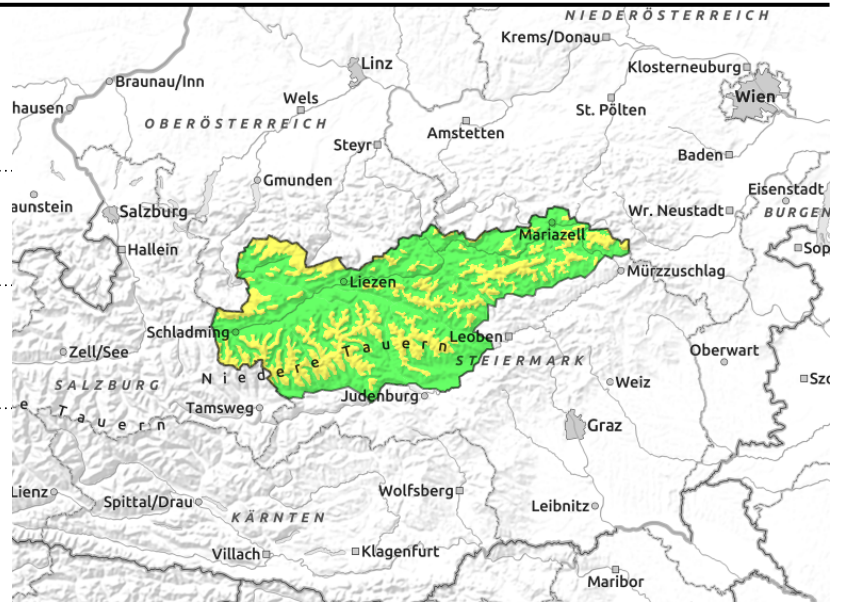 NIEDERÖSTERREICH
Krems/Donau
Linz
Klosterneuburg
Braunau/Inn
Wien
hausen
Wels
St. Pölten
OBERÖSTERREICH
Amstetten
Steyr
Baden
Gmunden
Eisenstadt
aunstein
Salzburg
Wr. Neustadt
BURGEN
Mariazell
Hallein
Sop
Mürzzuschlag
Liezen
Schladming
Leoben
Zell/See
Niedere Tauern
STEIERMARK
Oberwart
SALZBURG
Weiz
Szo
Judenburg
Tamsweg
e Tauern
Graz
Lienz
Wolfsberg
Spittal/Drau
Leibnitz
KÄRNTEN
Villach
Klagenfurt
Maribor